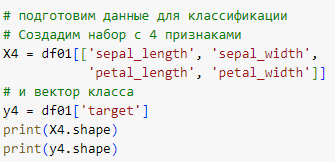 # подготовим данные для классификации
# Создадим набор с 4 признаками
X4 = df01[['sepal_length', 'sepal_width',
'petal_length', 'petal_width']]
# и вектор класса
y4 = df01['target']
print(X4.shape)
print(y4.shape)